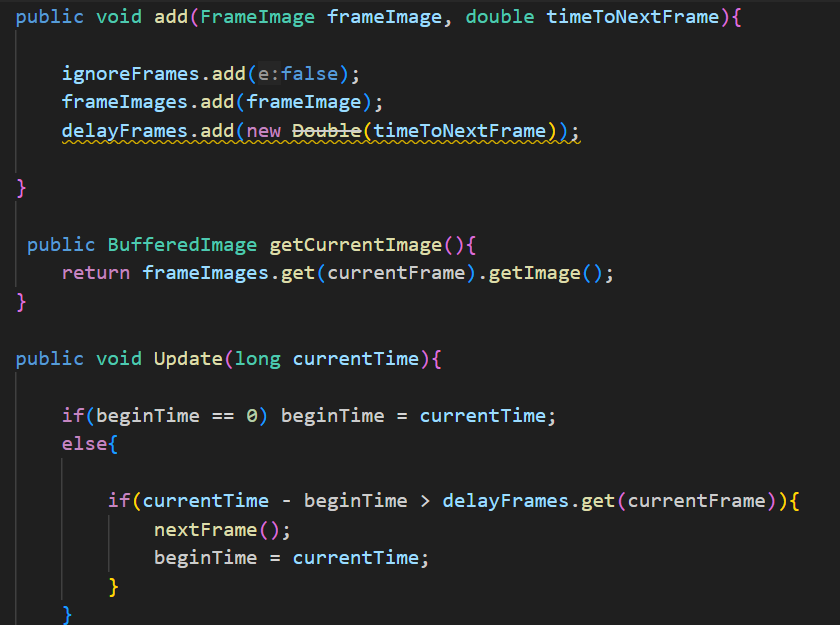 public void add(FrameImage frameImage, double timeToNextFrame){
ignoreFrames.add(e:false);
frameImages.add(frameImage);
delayFrames.add(new Double(timeToNextFrame));
}
public BufferedImage getCurrentImage(){
return frameImages.get(currentFrame).getImage();
}
public void Update(long currentTime){
if(beginTime == 0) beginTime = currentTime;
else{
if(currentTime - beginTime > delayFrames.get(currentFrame)){
nextFrame();
beginTime = currentTime;
}
}